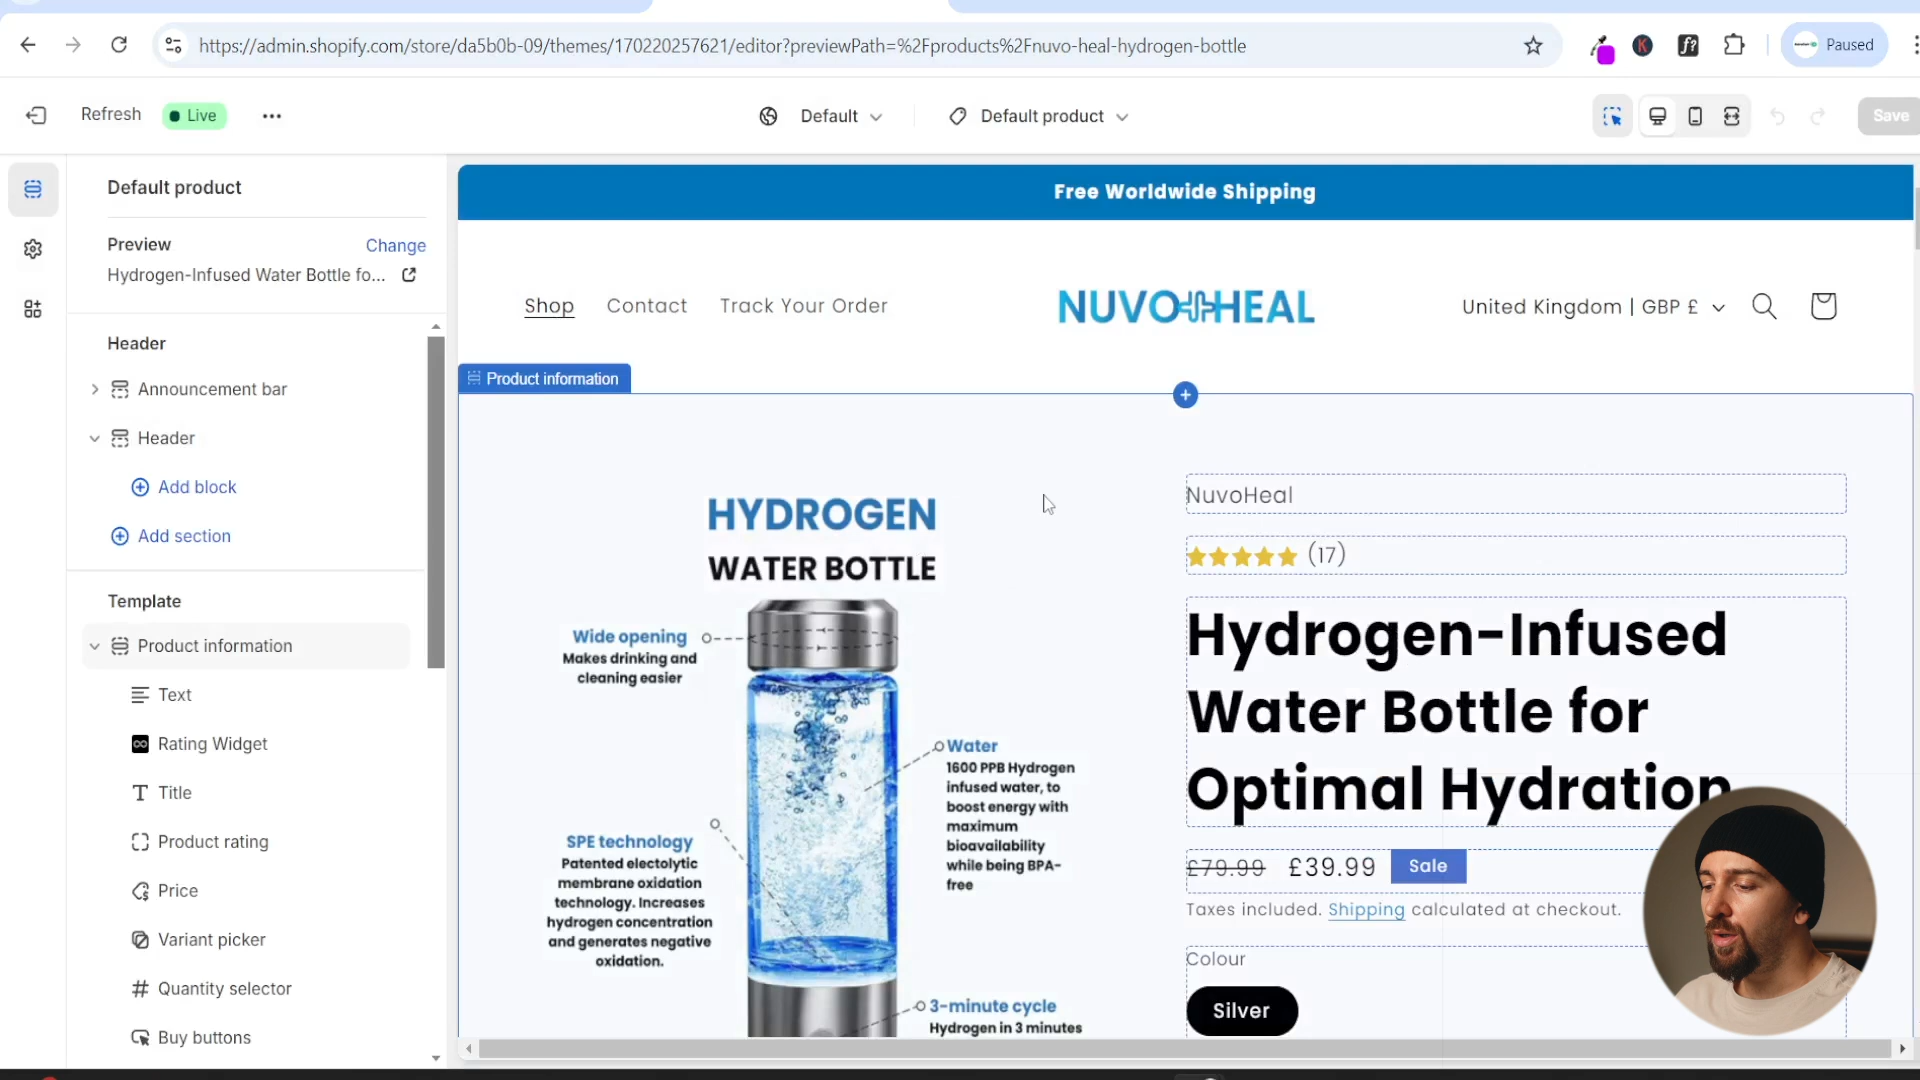 https://admin.shopify.com/store/da5b0b-09/themes/170220257621/editor?previewPath=%2Fproducts%2Fnuvo-heal-hydrogen-bottle
K
f?
Paused
Refresh
Live
Default
Default product
Save
Default product
Preview
Change
Hydrogen-Infused Water Bottle fo...
Header
Announcement bar
Header
Add block
Add section
Template
Product information
Text
Rating Widget
Title
Product rating
Price
Variant picker
Quantity selector
Buy buttons
Free Worldwide Shipping
Shop
Contact
Track Your Order
NUVO HEAL
United Kingdom | GBP £
Product information
HYDROGEN
WATER BOTTLE
Wide opening
Makes drinking and
cleaning easier
Water
1600 PPB Hydrogen
infused water, to
boost energy with
maximum
bioavailability
while being BPA-
free
SPE technology
Patented electolytic
membrane oxidation
technology. Increases
hydrogen concentration
and generates negative
oxidation.
3-minute cycle
Hydrogen in 3 minutes
NuvoHeal
(17)
Hydrogen-Infused
Water Bottle for
Optimal Hydration
£79.99 £39.99 Sale
Taxes included. Shipping calculated at checkout.
Colour
Silver